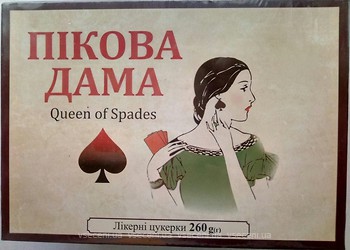 ПІКОВА
ДАМА
Queen of Spades
Лікерні цукерки 260 g(г)